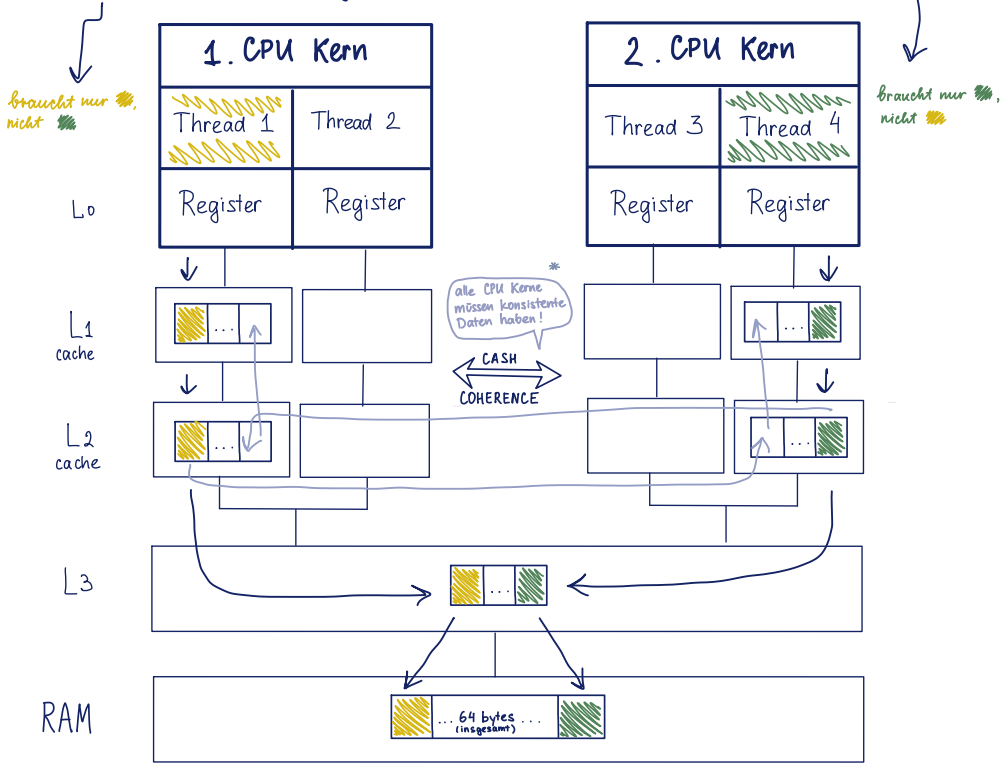 1. CPU Kern
2. CPU Kern
braucht nur ,
nicht
Thread 1
Thread 2
Thread 3
Thread 4
braucht nur ,
nicht
L0
Register
Register
Register
Register
*
alle CPU Kerne
müssen konsistente
Daten haben!
L1
cache
...
...
CASH
COHERENCE
L2
cache
...
...
L3
...
RAM
... 64 bytes ...
(insgesamt)